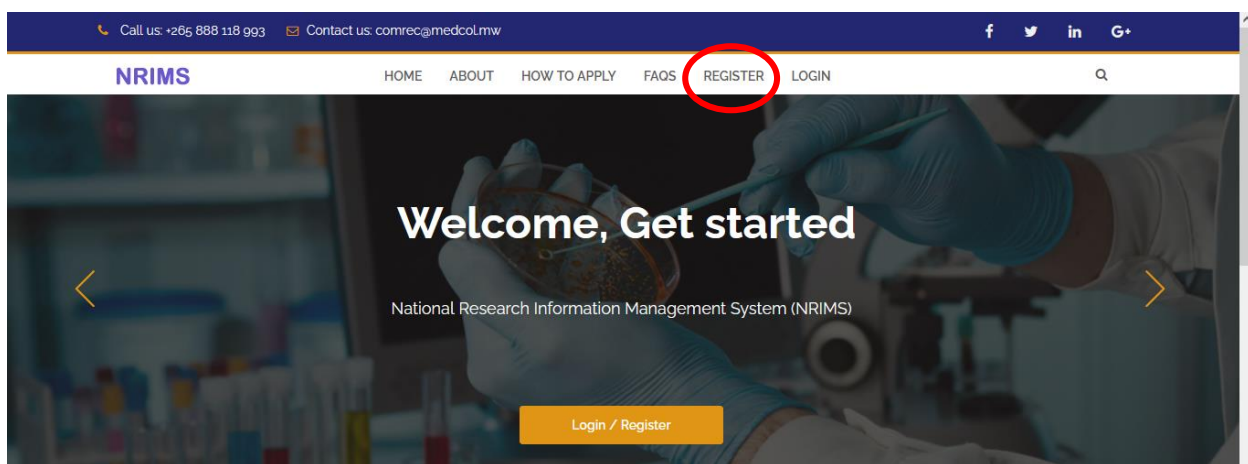 Call us: +265 888 118 993 Contact us: comrec@medcol.mw f in G+
NRIMS HOME ABOUT HOW TO APPLY FAQS REGISTER LOGIN
Welcome, Get started
National Research Information Management System (NRIMS)
Login / Register